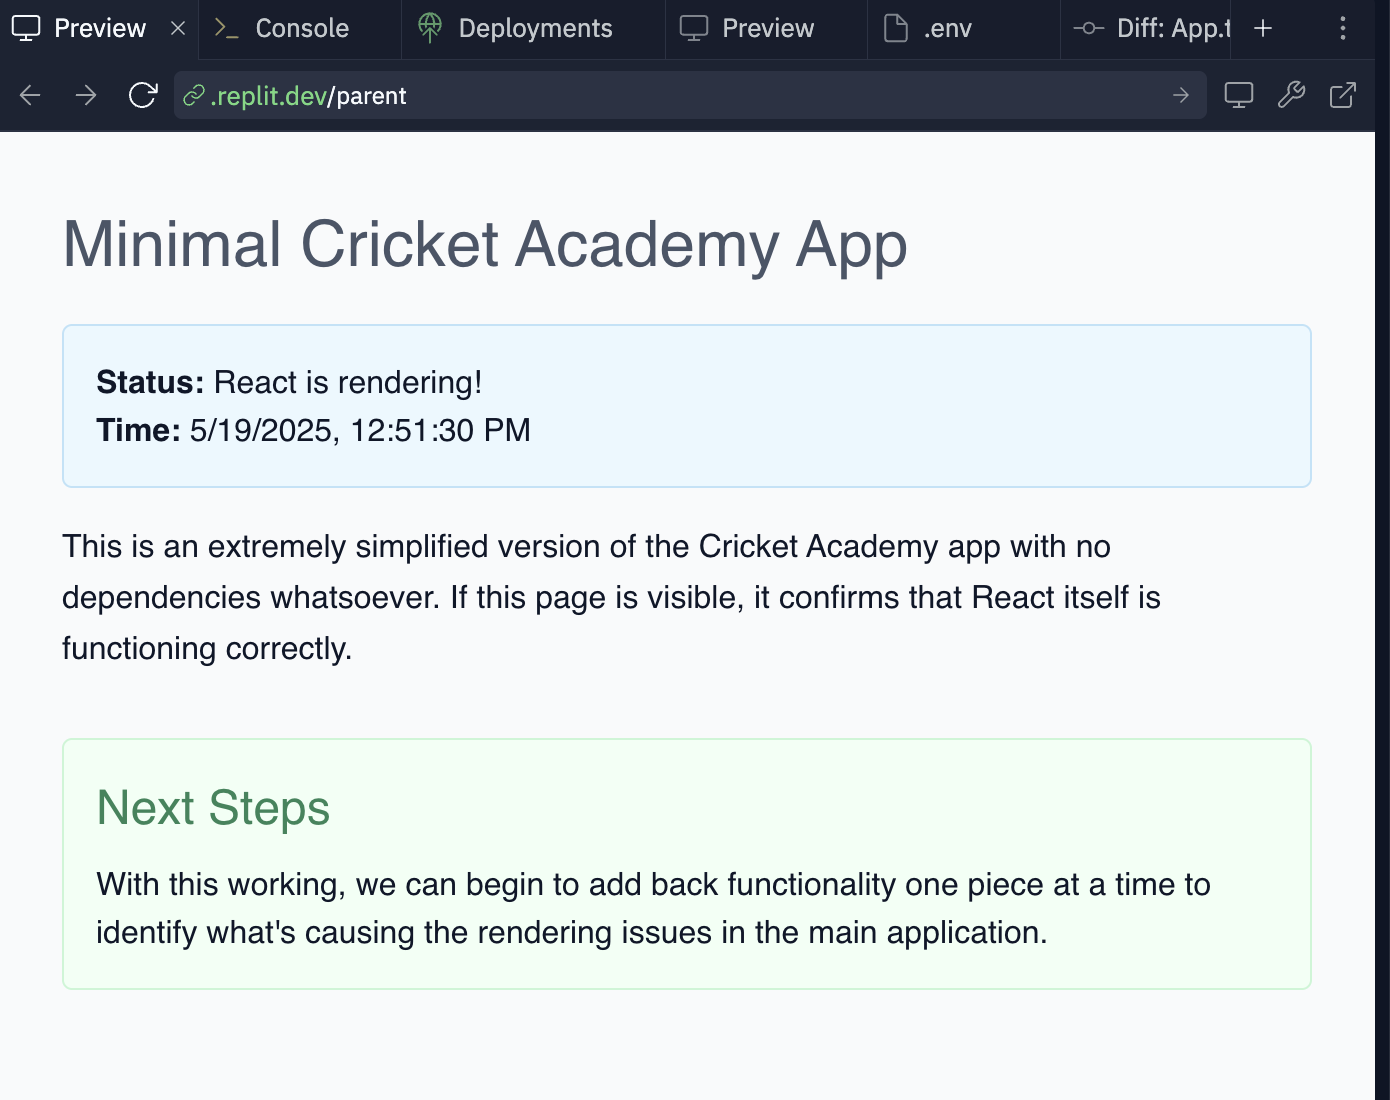 Preview Console Deployments Preview .env Diff: App.t
.replit.dev/parent
Minimal Cricket Academy App
Status: React is rendering!
Time: 5/19/2025, 12:51:30 PM
This is an extremely simplified version of the Cricket Academy app with no
dependencies whatsoever. If this page is visible, it confirms that React itself is
functioning correctly.
Next Steps
With this working, we can begin to add back functionality one piece at a time to
identify what's causing the rendering issues in the main application.